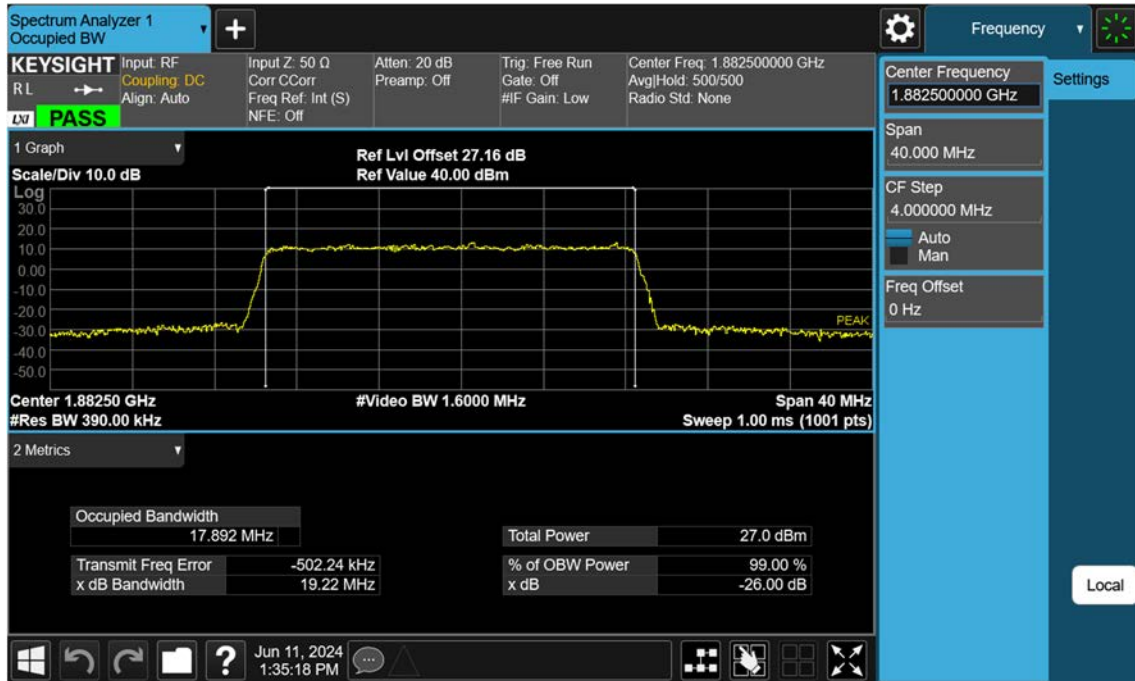 Spectrum Analyzer 1
Occupied BW
Frequency
KEYSIGHT
R L
LXI PASS
Input: RF
Coupling: DC
Align: Auto
Input Z: 50 Ω
Corr CCorr
Freq Ref: Int (S)
NFE: Off
Atten: 20 dB
Preamp: Off
Trig: Free Run
Gate: Off
#IF Gain: Low
Center Freq: 1.882500000 GHz
Avg|Hold: 500/500
Radio Std: None
Center Frequency
1.882500000 GHz
Settings
Span
40.000 MHz
CF Step
4.000000 MHz
Auto
Man
Freq Offset
0 Hz
1 Graph
Ref Lvl Offset 27.16 dB
Scale/Div 10.0 dB
Ref Value 40.00 dBm
Log
30.0
20.0
10.0
0.00
-10.0
-20.0
-30.0
-40.0
-50.0
PEAK
Center 1.88250 GHz
#Video BW 1.6000 MHz
Span 40 MHz
#Res BW 390.00 kHz
Sweep 1.00 ms (1001 pts)
2 Metrics
Occupied Bandwidth
17.892 MHz
Total Power 27.0 dBm
Transmit Freq Error -502.24 kHz
% of OBW Power 99.00 %
x dB Bandwidth 19.22 MHz
x dB -26.00 dB
Local
?
Jun 11, 2024
1:35:18 PM